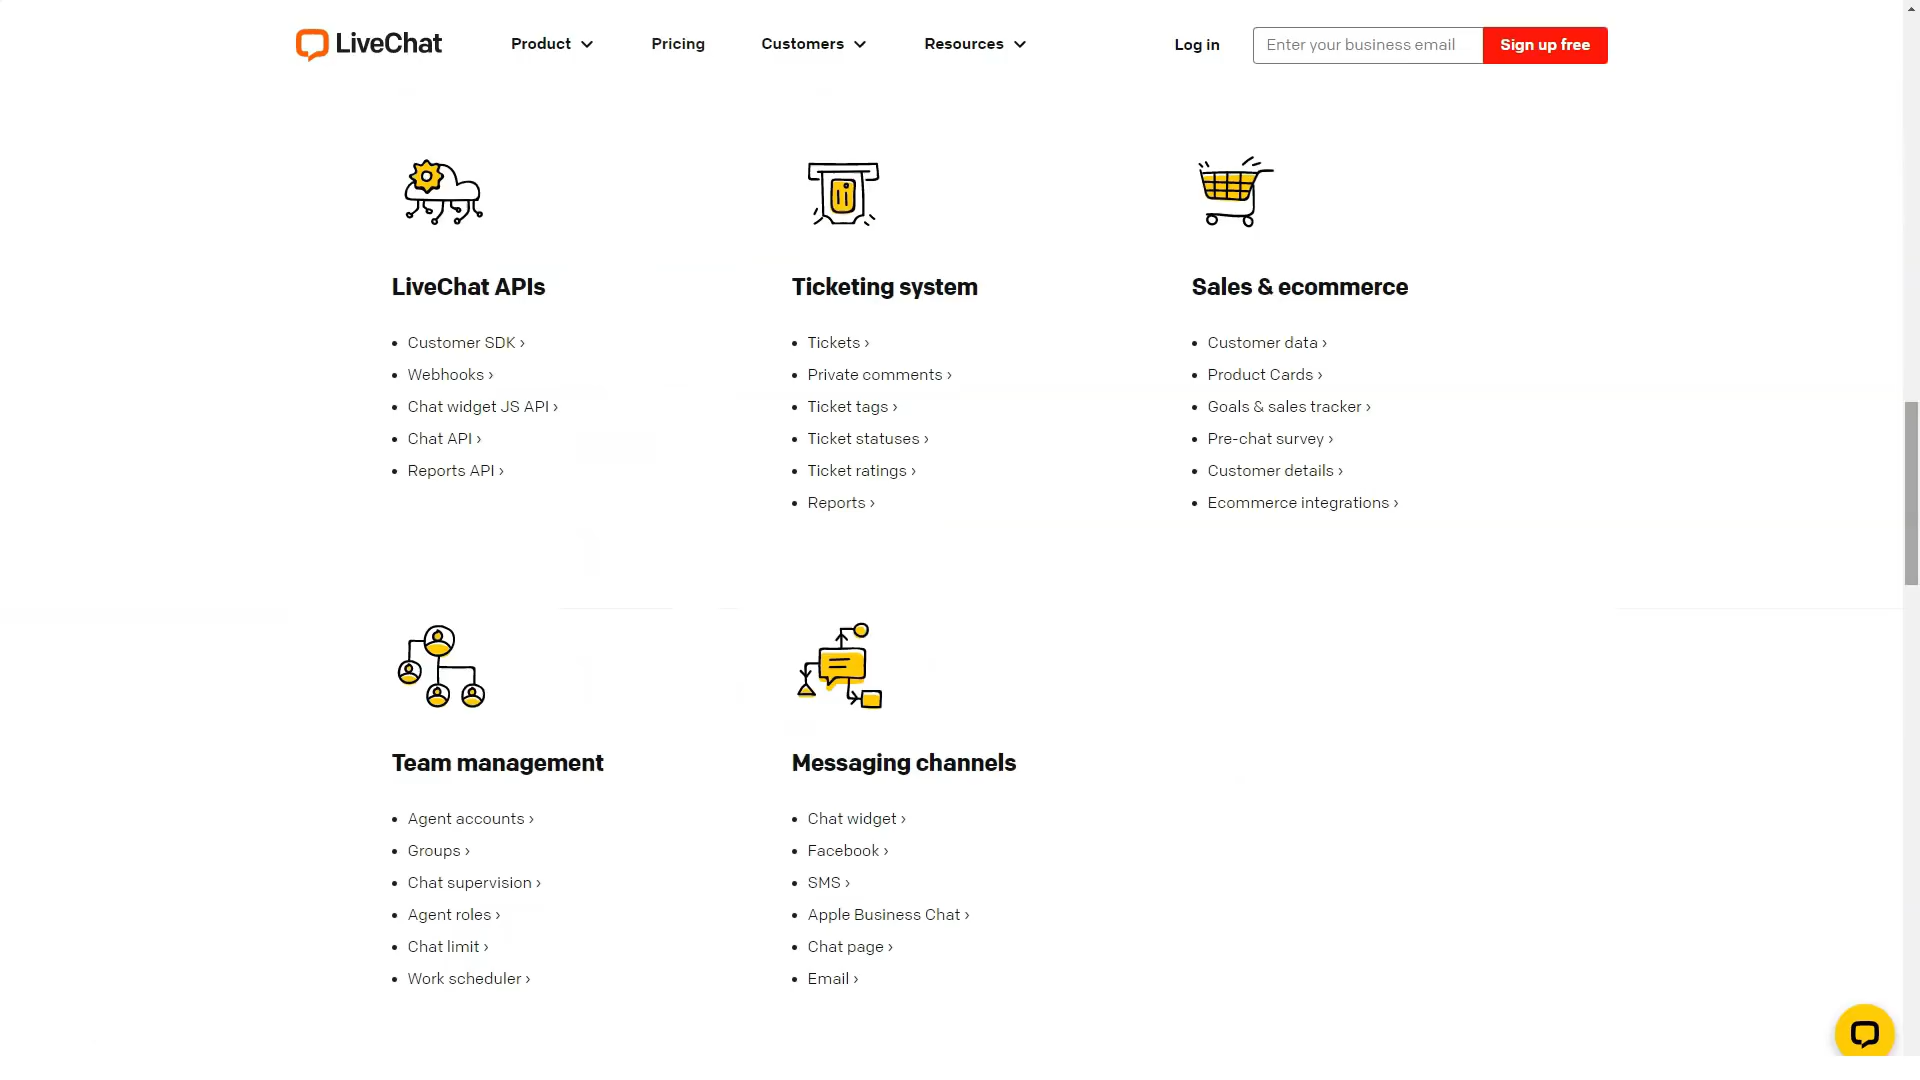 LiveChat
Product
Pricing
Customers
Resources
Log in
Enter your business email
Sign up free
LiveChat APIs
Customer SDK ›
Webhooks ›
Chat widget JS API ›
Chat API ›
Reports API ›
Ticketing system
Tickets ›
Private comments ›
Ticket tags ›
Ticket statuses ›
Ticket ratings ›
Reports ›
Sales & ecommerce
Customer data ›
Product Cards ›
Goals & sales tracker ›
Pre-chat survey ›
Customer details ›
Ecommerce integrations ›
Team management
Agent accounts ›
Groups ›
Chat supervision ›
Agent roles ›
Chat limit ›
Work scheduler ›
Messaging channels
Chat widget ›
Facebook ›
SMS ›
Apple Business Chat ›
Chat page ›
Email ›